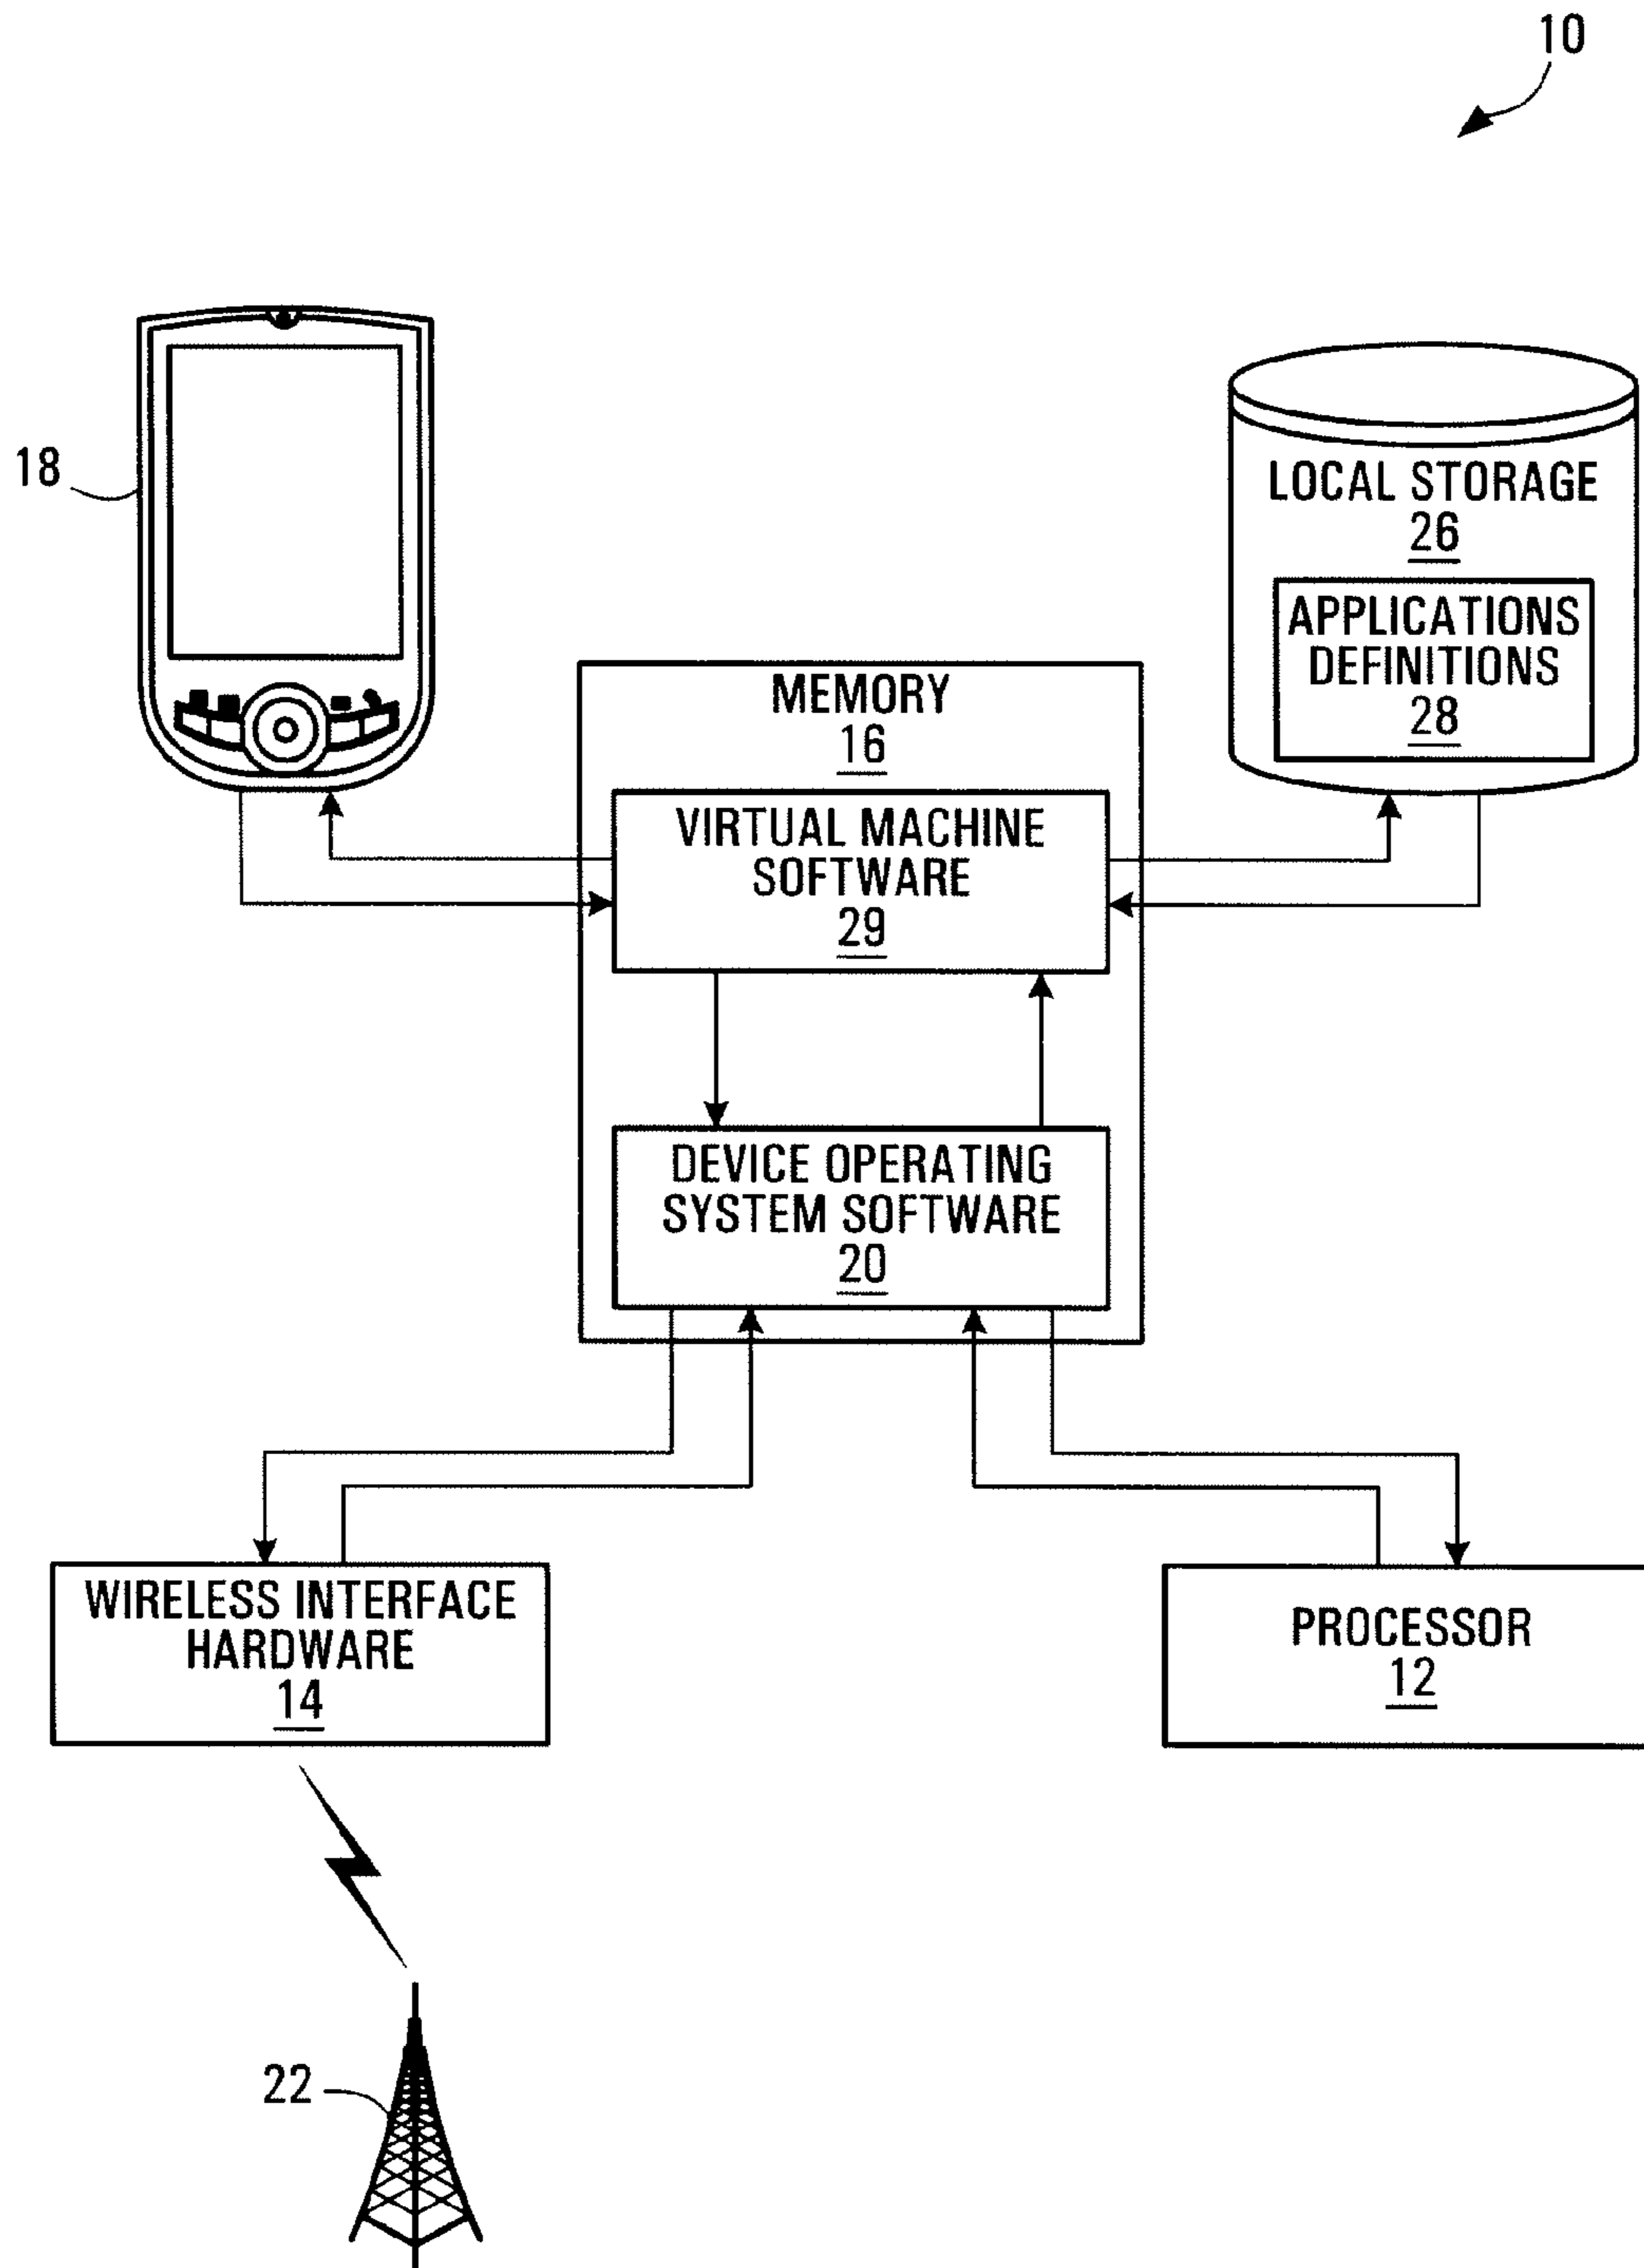 10
18
LOCAL STORAGE
26
APPLICATIONS
DEFINITIONS
28
MEMORY
16
VIRTUAL MACHINE
SOFTWARE
29
DEVICE OPERATING
SYSTEM SOFTWARE
20
WIRELESS INTERFACE
HARDWARE
14
PROCESSOR
12
22